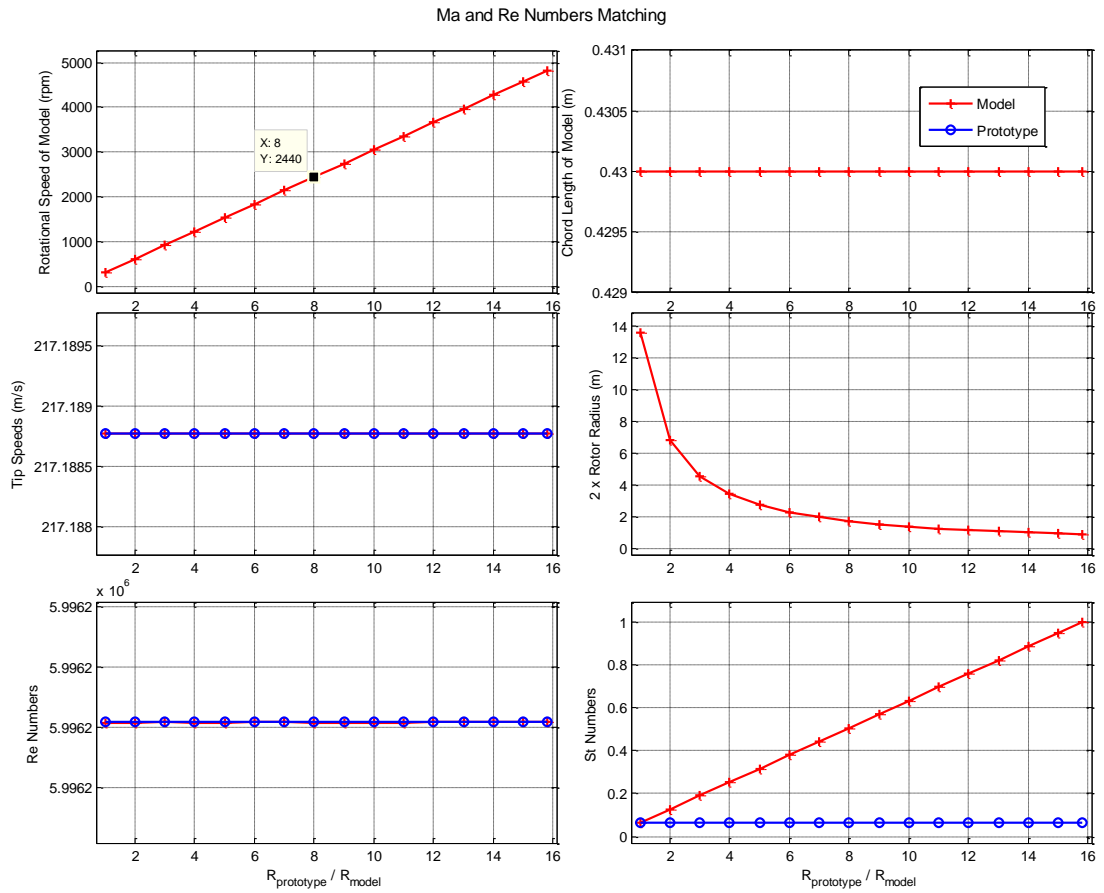 Ma and Re Numbers Matching
Rotational Speed of Model (rpm)
5000
4000
3000
2000
1000
0
X: 8
Y: 2440
2 4 6 8 10 12 14 16
Chord Length of Model (m)
0.431
0.4305
0.43
0.4295
0.429
Model
Prototype
2 4 6 8 10 12 14 16
Tip Speeds (m/s)
217.1895
217.189
217.1885
217.188
2 4 6 8 10 12 14 16
2 x Rotor Radius (m)
14
12
10
8
6
4
2
0
2 4 6 8 10 12 14 16
Re Numbers
x 10^6
5.9962
5.9962
5.9962
5.9962
2 4 6 8 10 12 14 16
R_prototype / R_model
St Numbers
1
0.8
0.6
0.4
0.2
0
2 4 6 8 10 12 14 16
R_prototype / R_model